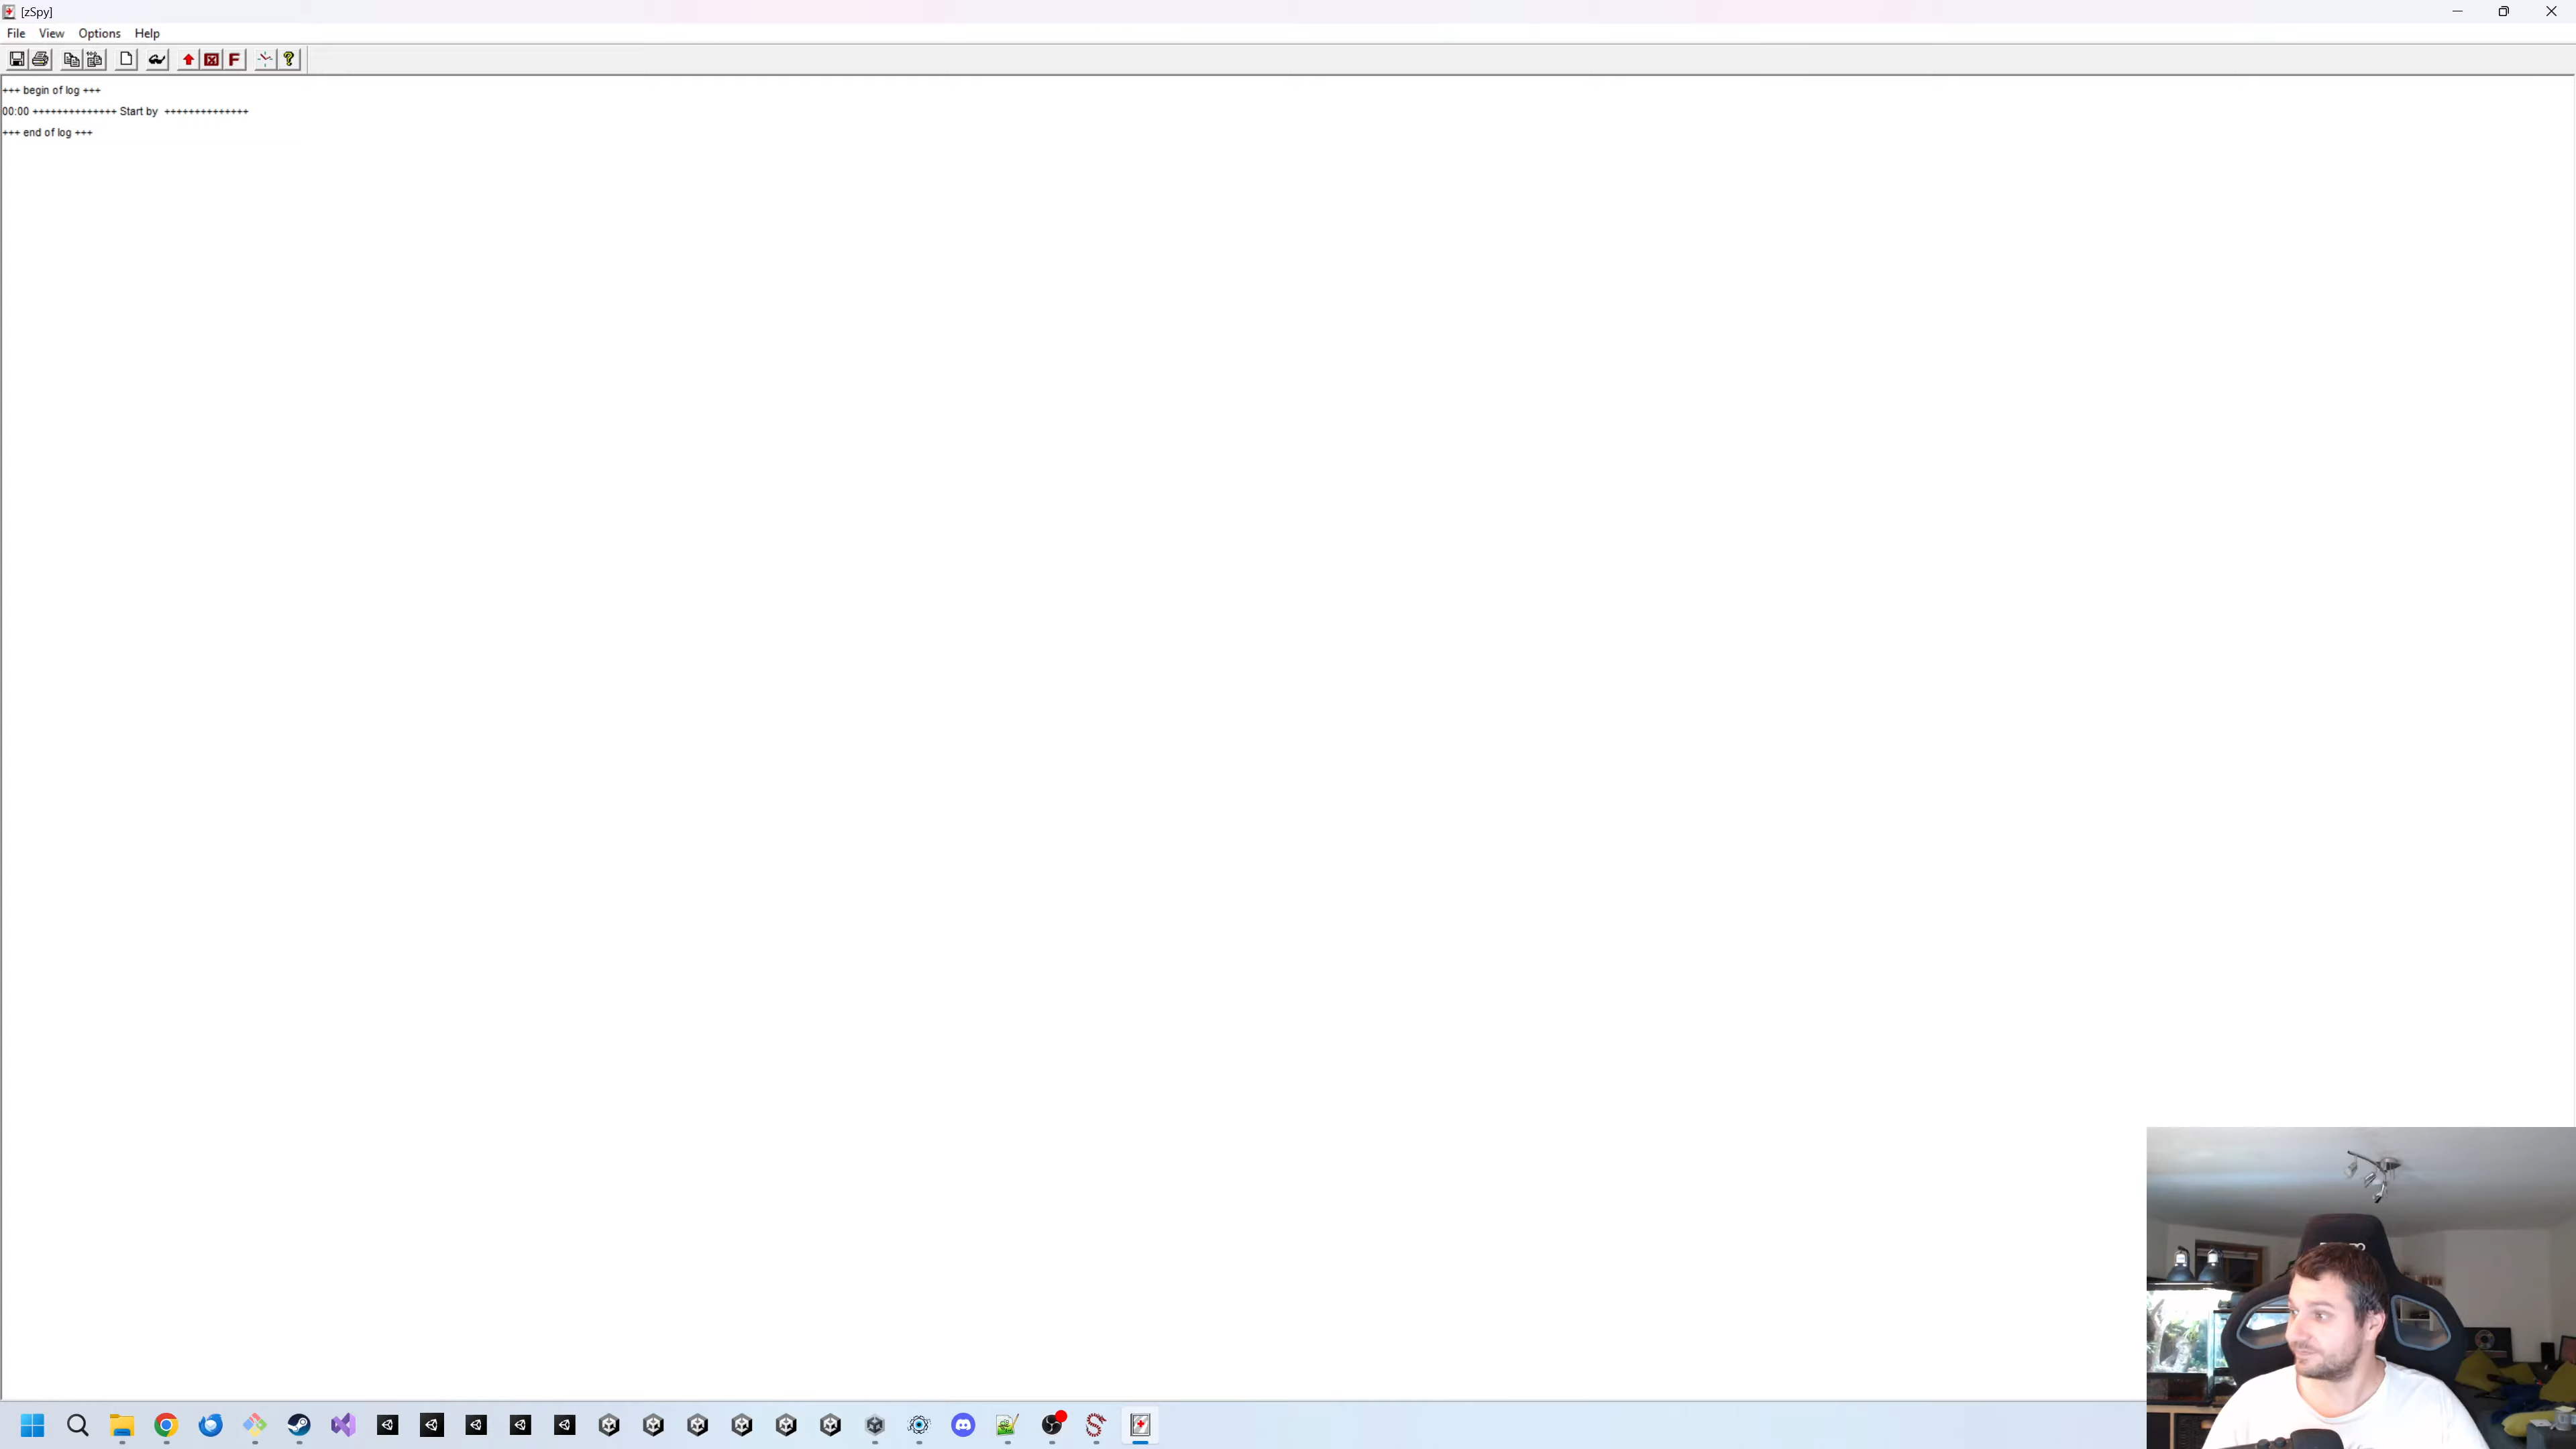 [zSpy]
File View Options Help
F ?
+++ begin of log +++
00:00 ++++++++++++++ Start by ++++++++++++++
+++ end of log +++